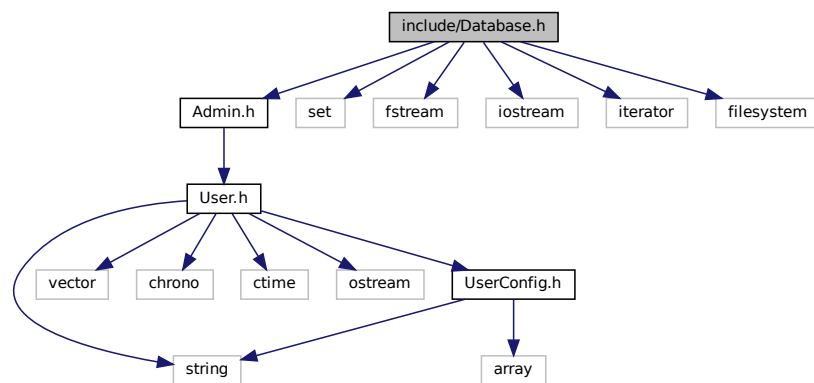 include/Database.h
Admin.h
set
fstream
iostream
iterator
filesystem
User.h
vector
chrono
ctime
ostream
UserConfig.h
string
array